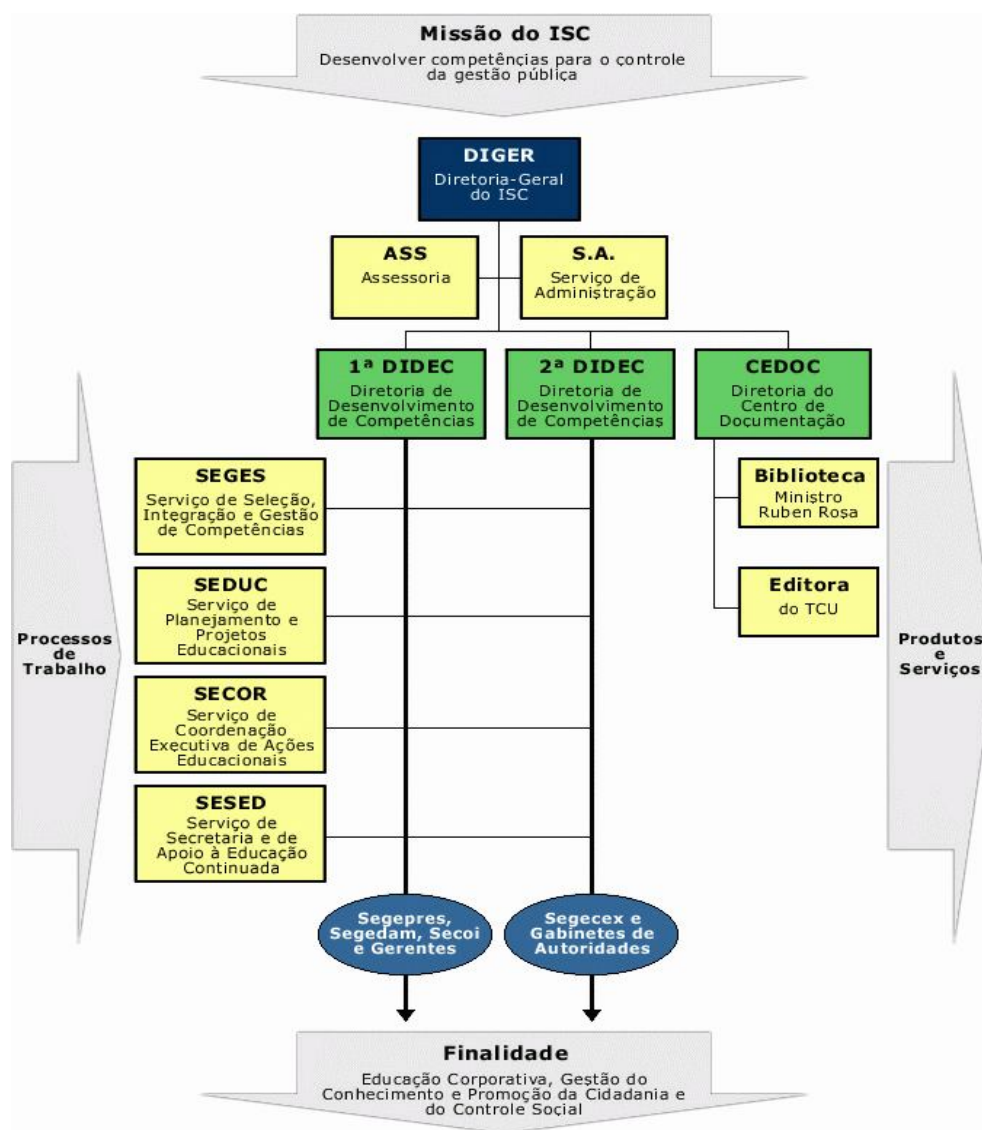 Missão do ISC
Desenvolver competências para o controle
da gestão pública
DIGER
Diretoria-Geral
do ISC
ASS
Assessoria
S.A.
Serviço de
Administração
1ª DIDEC
Diretoria de
Desenvolvimento
de Competências
2ª DIDEC
Diretoria de
Desenvolvimento
de Competências
CEDOC
Diretoria do
Centro de
Documentação
Processos
de
Trabalho
SEGES
Serviço de Seleção,
Integração e Gestão
de Competências
SEDUC
Serviço de
Planejamento e
Projetos
Educacionais
SECOR
Serviço de
Coordenação
Executiva de Ações
Educacionais
SESED
Serviço de
Secretaria e de
Apoio à Educação
Continuada
Biblioteca
Ministro
Ruben Rosa
Editora
do TCU
Produtos
e
Serviços
Segepres,
Segedam, Secoi
e Gerentes
Segecex e
Gabinetes de
Autoridades
Finalidade
Educação Corporativa, Gestão do
Conhecimento e Promoção da Cidadania e
do Controle Social